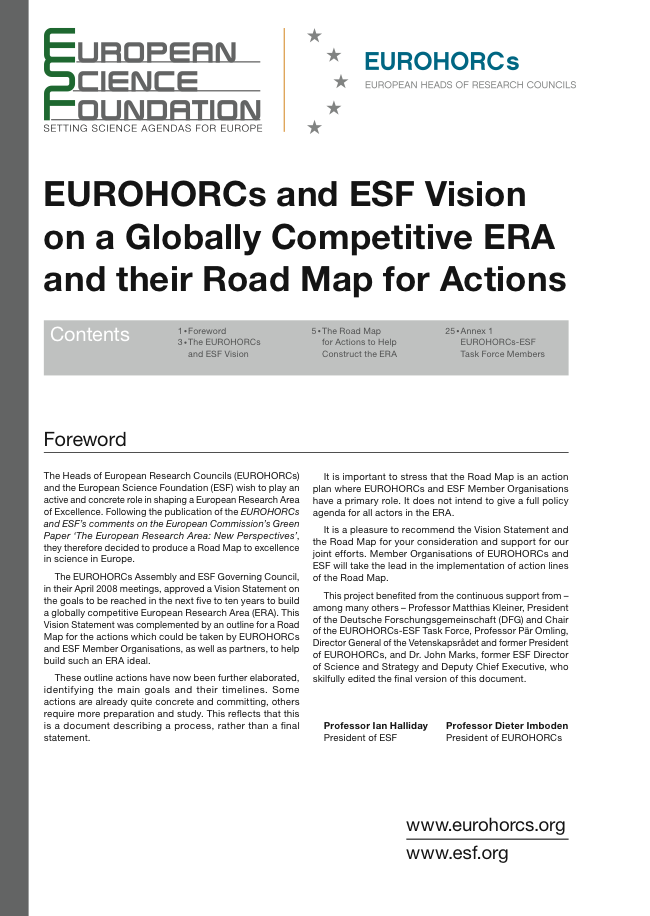 EUROPEAN
SCIENCE
FOUNDATION
SETTING SCIENCE AGENDAS FOR EUROPE
EUROHORCs
EUROPEAN HEADS OF RESEARCH COUNCILS
EUROHORCs and ESF Vision
on a Globally Competitive ERA
and their Road Map for Actions
Contents
1•Foreword
3•The EUROHORCs
and ESF Vision
5•The Road Map
for Actions to Help
Construct the ERA
25•Annex 1
EUROHORCs-ESF
Task Force Members
Foreword
The Heads of European Research Councils (EUROHORCs)
and the European Science Foundation (ESF) wish to play an
active and concrete role in shaping a European Research Area
of Excellence. Following the publication of the EUROHORCs
and ESF's comments on the European Commission's Green
Paper 'The European Research Area: New Perspectives',
they therefore decided to produce a Road Map to excellence
in science in Europe.
The EUROHORCs Assembly and ESF Governing Council,
in their April 2008 meetings, approved a Vision Statement on
the goals to be reached in the next five to ten years to build
a globally competitive European Research Area (ERA). This
Vision Statement was complemented by an outline for a Road
Map for the actions which could be taken by EUROHORCs
and ESF Member Organisations, as well as partners, to help
build such an ERA ideal.
These outline actions have now been further elaborated,
identifying the main goals and their timelines. Some
actions are already quite concrete and committing, others
require more preparation and study. This reflects that this
is a document describing a process, rather than a final
statement.
It is important to stress that the Road Map is an action
plan where EUROHORCs and ESF Member Organisations
have a primary role. It does not intend to give a full policy
agenda for all actors in the ERA.
It is a pleasure to recommend the Vision Statement and
the Road Map for your consideration and support for our
joint efforts. Member Organisations of EUROHORCs and
ESF will take the lead in the implementation of action lines
of the Road Map.
This project benefited from the continuous support from –
among many others – Professor Matthias Kleiner, President
of the Deutsche Forschungsgemeinschaft (DFG) and Chair
of the EUROHORCs-ESF Task Force, Professor Pär Omling,
Director General of the Vetenskapsrådet and former President
of EUROHORCs, and Dr. John Marks, former ESF Director
of Science and Strategy and Deputy Chief Executive, who
skilfully edited the final version of this document.
Professor Ian Halliday
President of ESF
Professor Dieter Imboden
President of EUROHORCs
www.eurohorcs.org
www.esf.org